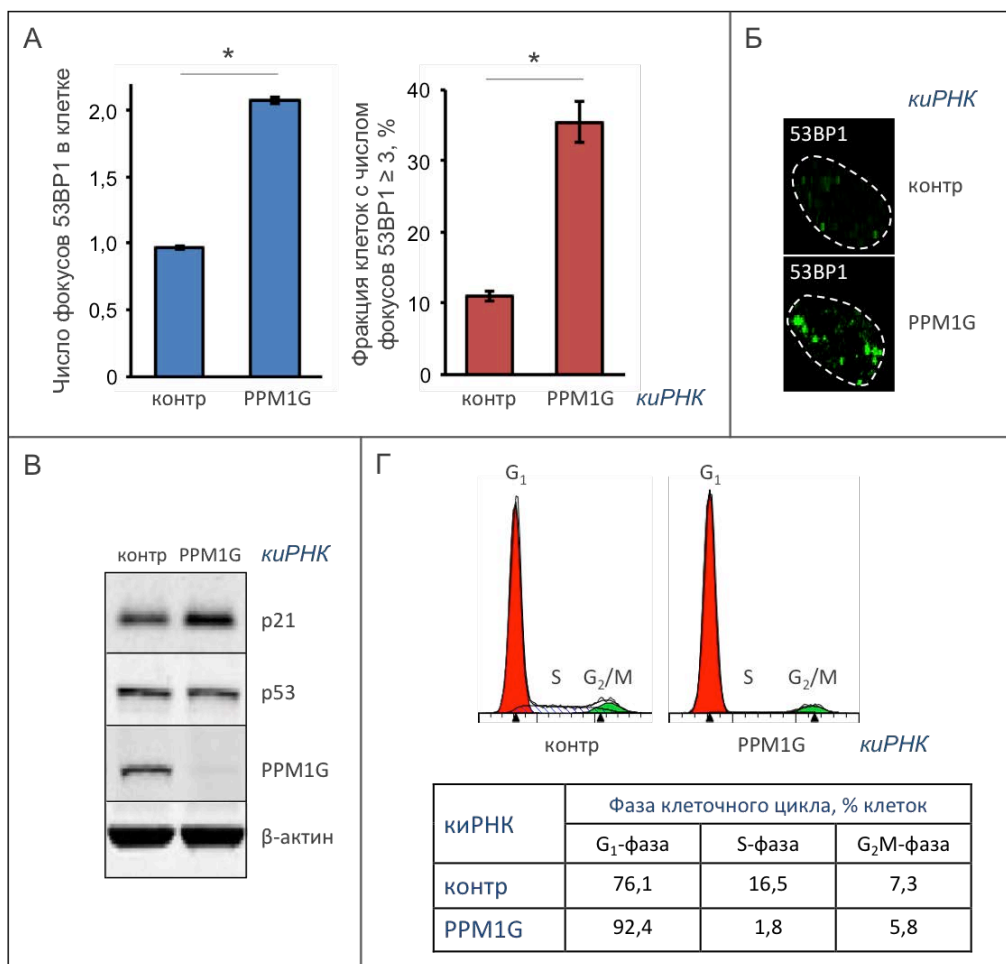 А
Число фокусов 53BP1 в клетке
2,0
1,5
1,0
0,5
0
*
контр
PPM1G
Фракция клеток с числом
фокусов 53BP1 ≥ 3, %
40
30
20
10
0
*
контр
PPM1G
киРНК
Б
киРНК
53BP1
контр
53BP1
PPM1G
В
контр PPM1G киРНК
p21
p53
PPM1G
β-актин
Г
G₁
S
G₂/M
контр
G₁
S
G₂/M
PPM1G
киРНК
киРНК
Фаза клеточного цикла, % клеток
G₁-фаза S-фаза G₂M-фаза
контр 76,1 16,5 7,3
PPM1G 92,4 1,8 5,8